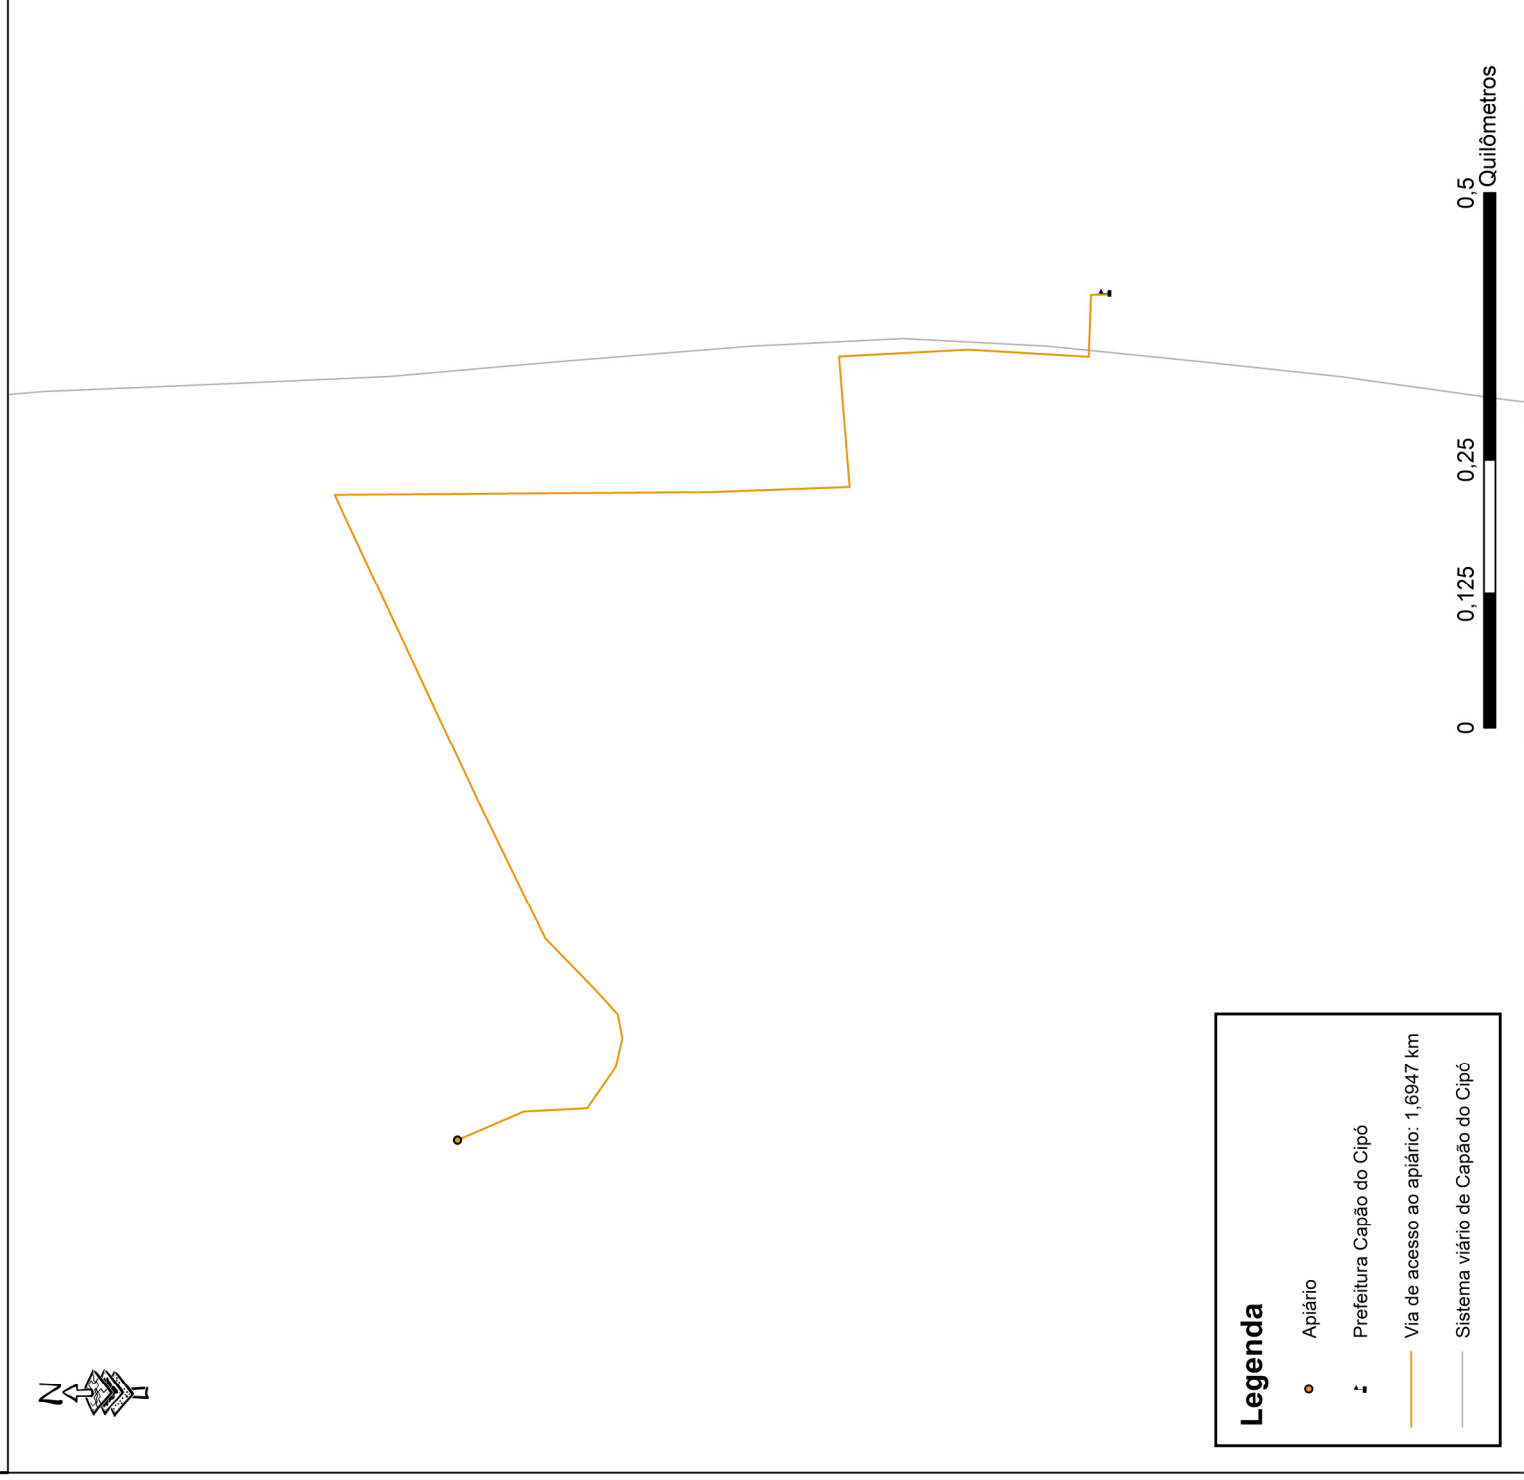 N
0 0,125 0,25 0,5
Quilômetros
Legenda
Apiário
Prefeitura Capão do Cipó
Via de acesso ao apiário: 1,6947 km
Sistema viário de Capão do Cipó